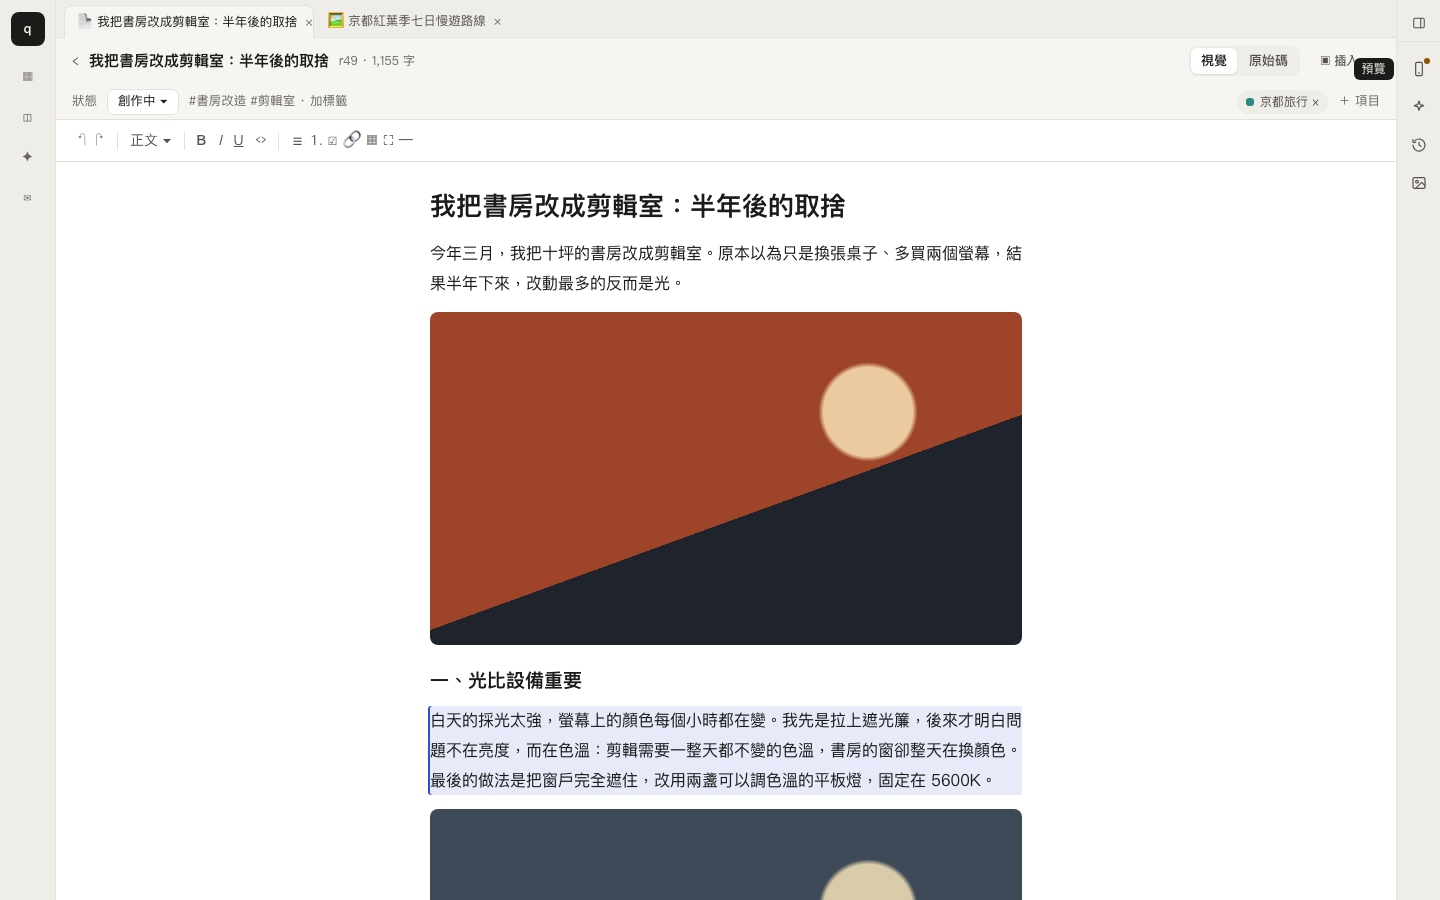 q
我把書房改成剪輯室：半年後的取捨 ×
京都紅葉季七日慢遊路線 ×
< 我把書房改成剪輯室：半年後的取捨 r49 · 1,155 字
視覺 原始碼 插入
預覽
狀態 創作中 #書房改造 #剪輯室 · 加標籤
京都旅行 × + 項目
正文 B I U <> 1.
我把書房改成剪輯室：半年後的取捨
今年三月，我把十坪的書房改成剪輯室。原本以為只是換張桌子、多買兩個螢幕，結
果半年下來，改動最多的反而是光。
一、光比設備重要
白天的採光太強，螢幕上的顏色每個小時都在變。我先是拉上遮光簾，後來才明白問
題不在亮度，而在色溫：剪輯需要一整天都不變的色溫，書房的窗卻整天在換顏色。
最後的做法是把窗戶完全遮住，改用兩盞可以調色溫的平板燈，固定在 5600K。